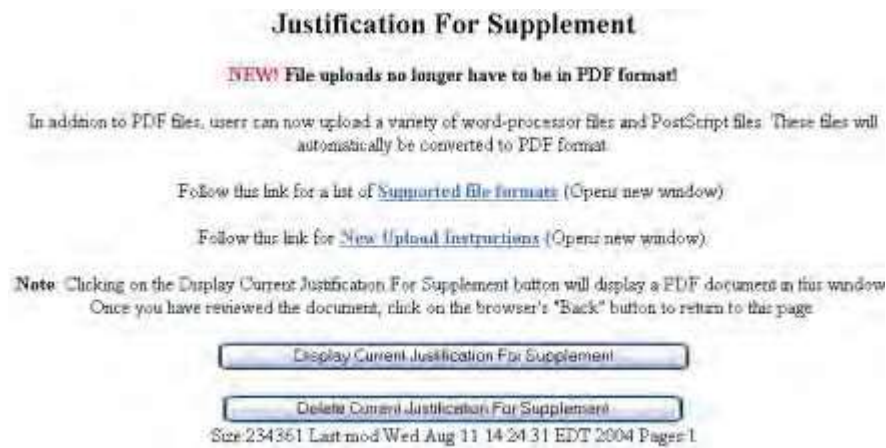 Justification For Supplement
NEW! File uploads no longer have to be in PDF format!
In addition to PDF files, users can now upload a variety of word-processor files and PostScript files. These files will
automatically be converted to PDF format
Follow this link for a list of Supported file formats (Opens new window)
Follow this link for New Upload Instructions (Opens new window)
Note: Clicking on the Display Current Justification For Supplement button will display a PDF document in this window
Once you have reviewed the document, click on the browser's "Back" button to return to this page
Display Current Justification For Supplement
Delete Current Justification For Supplement
Size:234361 Last mod Wed Aug 11 14:24:31 EDT 2004 Pages:1